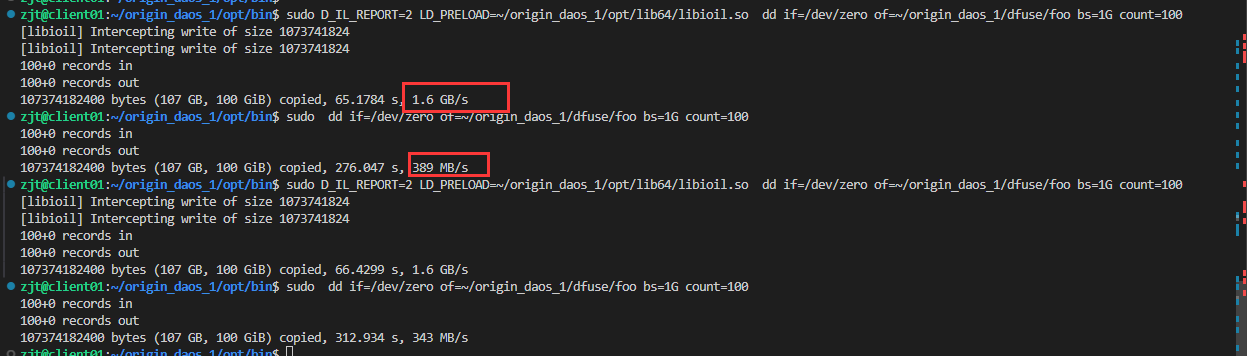 zjt@client01:~/origin_daos_1/opt/bin$ sudo D_IL_REPORT=2 LD_PRELOAD=~/origin_daos_1/opt/lib64/libioil.so  dd if=/dev/zero of=~/origin_daos_1/dfuse/foo bs=1G count=100
[libioil] Intercepting write of size 1073741824
[libioil] Intercepting write of size 1073741824
100+0 records in
100+0 records out
107374182400 bytes (107 GB, 100 GiB) copied, 65.1784 s, 1.6 GB/s
zjt@client01:~/origin_daos_1/opt/bin$ sudo  dd if=/dev/zero of=~/origin_daos_1/dfuse/foo bs=1G count=100
100+0 records in
100+0 records out
107374182400 bytes (107 GB, 100 GiB) copied, 276.047 s, 389 MB/s
zjt@client01:~/origin_daos_1/opt/bin$ sudo D_IL_REPORT=2 LD_PRELOAD=~/origin_daos_1/opt/lib64/libioil.so  dd if=/dev/zero of=~/origin_daos_1/dfuse/foo bs=1G count=100
[libioil] Intercepting write of size 1073741824
[libioil] Intercepting write of size 1073741824
100+0 records in
100+0 records out
107374182400 bytes (107 GB, 100 GiB) copied, 66.4299 s, 1.6 GB/s
zjt@client01:~/origin_daos_1/opt/bin$ sudo  dd if=/dev/zero of=~/origin_daos_1/dfuse/foo bs=1G count=100
100+0 records in
100+0 records out
107374182400 bytes (107 GB, 100 GiB) copied, 312.934 s, 343 MB/s
zjt@client01:~/origin_daos_1/opt/bin$